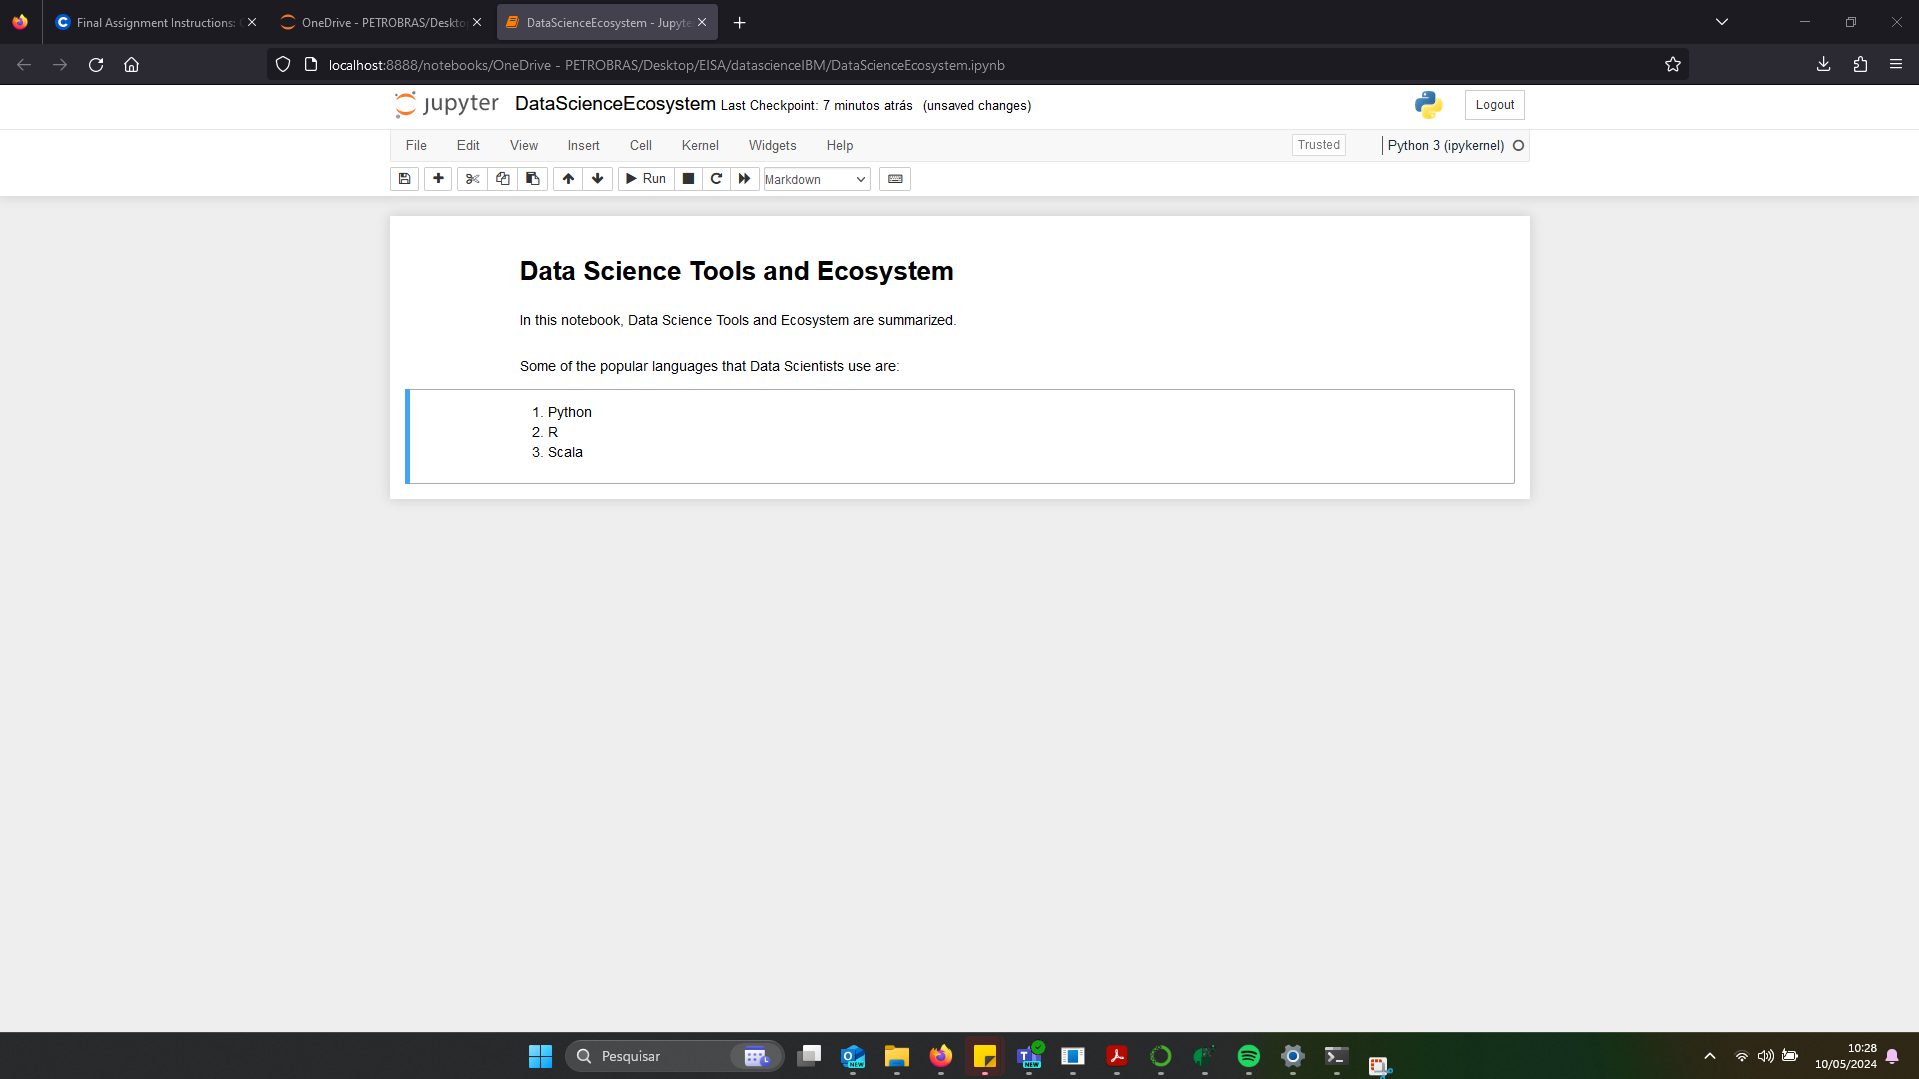 Final Assignment Instructions:
OneDrive - PETROBRAS/Deskto
DataScienceEcosystem - Jupyte
localhost:8888/notebooks/OneDrive - PETROBRAS/Desktop/EISA/datascienceIBM/DataScienceEcosystem.ipynb
jupyter DataScienceEcosystem Last Checkpoint: 7 minutos atrás (unsaved changes)
Logout
File Edit View Insert Cell Kernel Widgets Help
Trusted Python 3 (ipykernel)
Run Markdown
Data Science Tools and Ecosystem
In this notebook, Data Science Tools and Ecosystem are summarized.
Some of the popular languages that Data Scientists use are:
1. Python
2. R
3. Scala
Pesquisar
NEW
NEW
10:28
10/05/2024